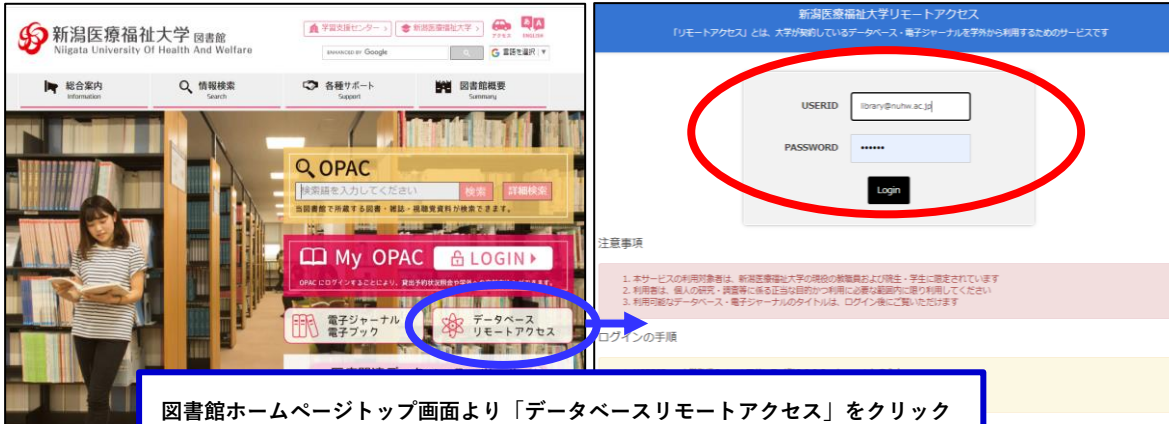 新潟医療福祉大学 図書館
Niigata University Of Health And Welfare
学習支援センター >
新潟医療福祉大学 >
アクセス
ENGLISH
ENHANCED BY Google
言語を選択 ▼
総合案内
Information
情報検索
Search
各種サポート
Support
図書館概要
Summary
OPAC
検索語を入力してください
検索
詳細検索
当図書館で所蔵する図書・雑誌・視聴覚資料が検索できます。
My OPAC
LOGIN
電子ジャーナル
電子ブック
データベース
リモートアクセス
新潟医療福祉大学リモートアクセス
「リモートアクセス」とは、大学が契約しているデータベース・電子ジャーナルを学外から利用するためのサービスです
USERID
library@nuhw.ac.jp
PASSWORD
••••••
Login
注意事項
1. 本サービスの利用対象者は、新潟医療福祉大学の現役の教職員および院生・学生に限定されています
2. 利用者は、個人の研究・調査等に係る正当な目的かつ利用に必要な範囲内に限り利用してください
3. 利用可能なデータベース・電子ジャーナルのタイトルは、ログイン後にご覧いただけます
ログインの手順
図書館ホームページトップ画面より「データベースリモートアクセス」をクリック